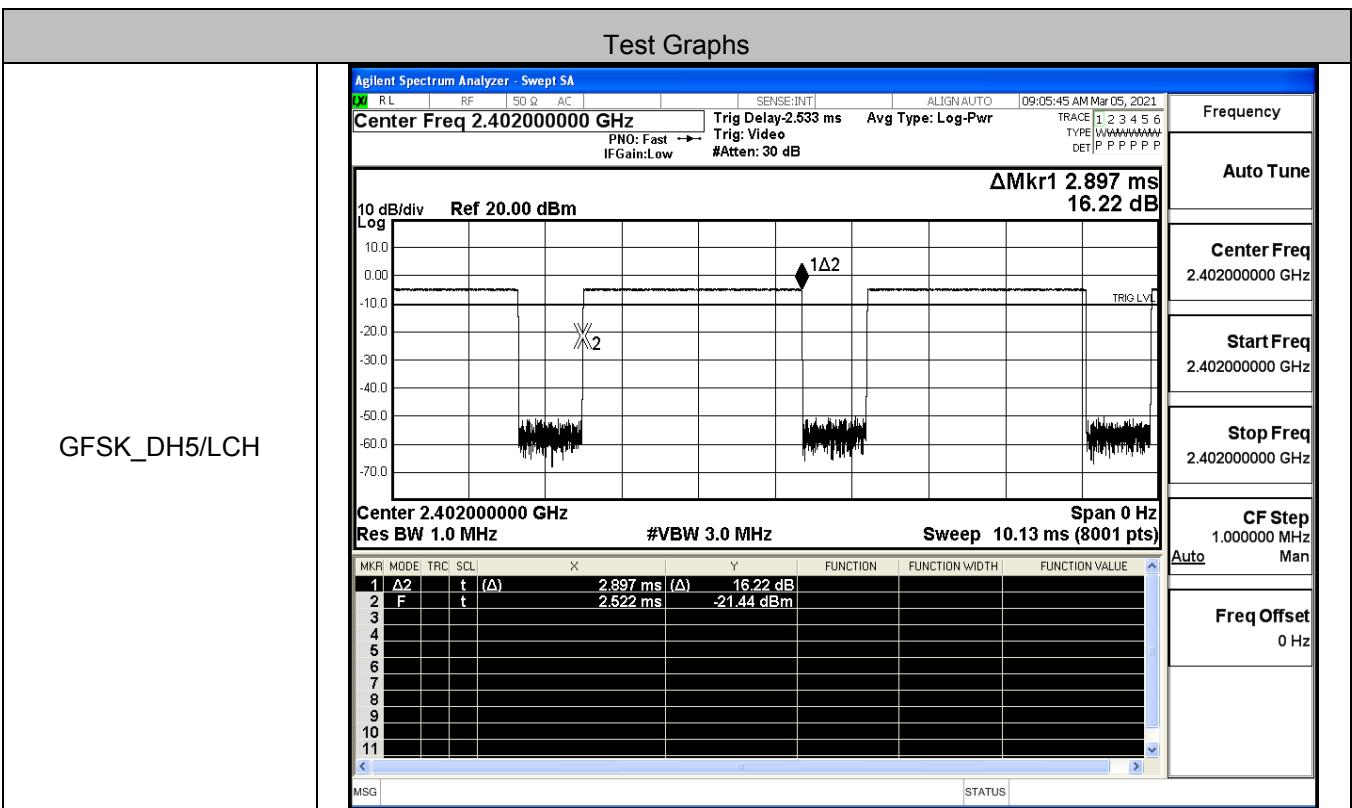 Test Graphs
GFSK_DH5/LCH
Agilent Spectrum Analyzer - Swept SA
LXI RL RF 50 Ω AC SENSE:INT ALIGN AUTO 09:05:45 AM Mar 05, 2021
Center Freq 2.402000000 GHz
PNO: Fast
IFGain:Low
Trig Delay-2.533 ms
Trig: Video
#Atten: 30 dB
Avg Type: Log-Pwr
TRACE 1 2 3 4 5 6
TYPE WWWWWW
DET P P P P P P
ΔMkr1 2.897 ms
16.22 dB
10 dB/div Ref 20.00 dBm
Log
10.0
0.00
-10.0
-20.0
-30.0
-40.0
-50.0
-60.0
-70.0
1Δ2
TRIG LVL
2
Center 2.402000000 GHz Span 0 Hz
Res BW 1.0 MHz #VBW 3.0 MHz Sweep 10.13 ms (8001 pts)
MKR MODE TRC SCL X Y FUNCTION FUNCTION WIDTH FUNCTION VALUE
1 Δ2 t (Δ) 2.897 ms (Δ) 16.22 dB
2 F t 2.522 ms -21.44 dBm
3
4
5
6
7
8
9
10
11
MSG STATUS
Frequency
Auto Tune
Center Freq
2.402000000 GHz
Start Freq
2.402000000 GHz
Stop Freq
2.402000000 GHz
CF Step
1.000000 MHz
Auto Man
Freq Offset
0 Hz